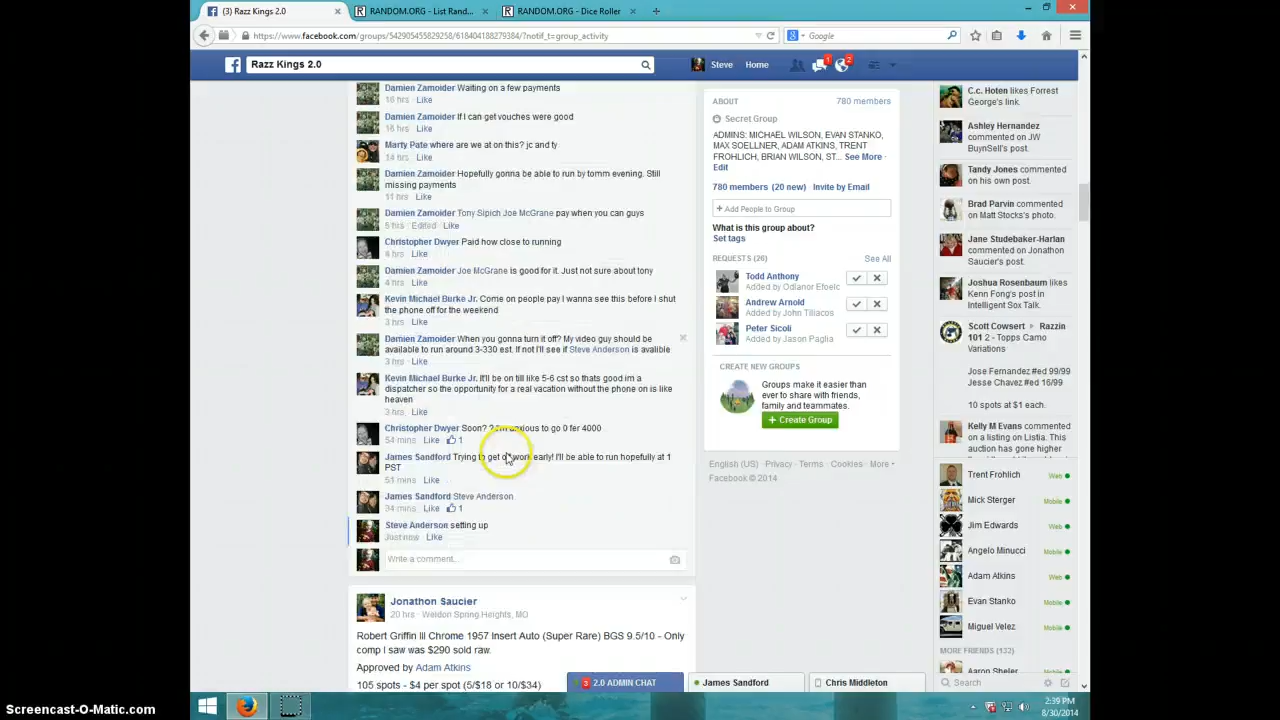 (3) Razz Kings 2.0
RANDOM.ORG - List Rand...
RANDOM.ORG - Dice Roller
https://www.facebook.com/groups/542905455829258/618404188279384/?notif_t=group_activity
Google
Razz Kings 2.0
Steve
Home
1
2
Damien Zamoider Waiting on a few payments
16 hrs · Like
Damien Zamoider If I can get vouches were good
16 hrs · Like
Marty Pate where are we at on this? jc and ty
14 hrs · Like
Damien Zamoider Hopefully gonna be able to run by tomm evening. Still
missing payments
11 hrs · Like
Damien Zamoider Tony Sipich Joe McGrane pay when you can guys
5 hrs · Edited · Like
Christopher Dwyer Paid how close to running
4 hrs · Like
Damien Zamoider Joe McGrane is good for it. Just not sure about tony
4 hrs · Like
Kevin Michael Burke Jr. Come on people pay I wanna see this before I shut
the phone off for the weekend
3 hrs · Like
Damien Zamoider When you gonna turn it off? My video guy should be
available to run around 3-330 est. If not I'll see if Steve Anderson is avalible
3 hrs · Like
Kevin Michael Burke Jr. It'll be on till like 5-6 cst so thats good im a
dispatcher so the opportunity for a real vacation without the phone on is like
heaven
3 hrs · Like
Christopher Dwyer Soon? ? I'm anxious to go 0 fer 4000
54 mins · Like · 1
James Sandford Trying to get work early! I'll be able to run hopefully at 1
PST
51 mins · Like
James Sandford Steve Anderson
34 mins · Like · 1
Steve Anderson setting up
Just now · Like
Write a comment...
Jonathon Saucier
20 hrs · Weldon Spring Heights, MO
Robert Griffin III Chrome 1957 Insert Auto (Super Rare) BGS 9.5/10 - Only
comp I saw was $290 sold raw.
Approved by Adam Atkins
105 spots - $4 per spot (5/$18 or 10/$34)
ABOUT
780 members
Secret Group
ADMINS: MICHAEL WILSON, EVAN STANKO,
MAX SOELLNER, ADAM ATKINS, TRENT
FROHLICH, BRIAN WILSON, ST... See More ·
Edit
780 members (20 new) · Invite by Email
+ Add People to Group
What is this group about?
Set tags
REQUESTS (26)
See All
Todd Anthony
Added by Odianor Efoelc
Andrew Arnold
Added by John Tiliacos
Peter Sicoli
Added by Jason Paglia
CREATE NEW GROUPS
Groups make it easier than
ever to share with friends,
family and teammates.
+ Create Group
English (US) · Privacy · Terms · Cookies · More
Facebook © 2014
C.c. Hoten likes Forrest
George's link.
Ashley Hernandez
commented on JW
BuynSell's photo.
Tandy Jones commented
on his own post.
Brad Parvin commented
on Matt Stocks's photo.
Jane Studebaker-Harlan
commented on Jonathon
Saucier's post.
Joshua Rosenbaum likes
Kenn Fong's post in
Intelligent Sox Talk.
Scott Cowsert ▸ Razzin
101 2 - Topps Camo
Variations
Jose Fernandez #ed 99/99
Jesse Chavez #ed 16/99
10 spots at $1 each.
Kelly M Evans commented
on a listing on Listia. This
auction has gone higher
Trent Frohlich Web
Mick Sterger Mobile
Jim Edwards Web
Angelo Minucci Mobile
Adam Atkins Web
Evan Stanko Mobile
Miguel Velez Mobile
MORE FRIENDS (132)
Aaron Sheler
Search
3 2.0 ADMIN CHAT
James Sandford
Chris Middleton
2:39 PM
8/30/2014
Screencast-O-Matic.com